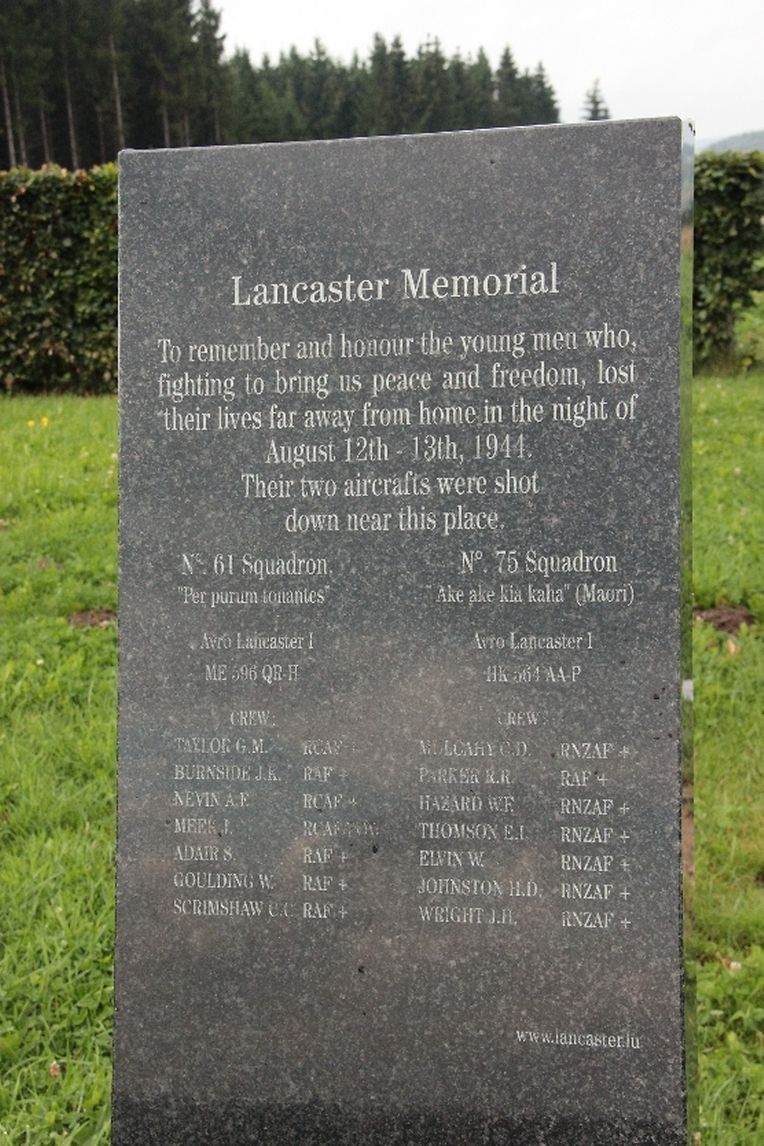 Lancaster Memorial
To remember and honour the young men who,
fighting to bring us peace and freedom, lost
their lives far away from home in the night of
August 12th - 13th, 1944.
Their two aircrafts were shot
down near this place.
N°. 61 Squadron N°. 75 Squadron
"Per purum tonantes" "Ake ake kia kaha" (Maori)
Avro Lancaster I Avro Lancaster I
ME 596 QR-H HK 564 AA-P
CREW: CREW:
TAYLOR G.M. RCAF + MULCAHY C.D. RNZAF +
BURNSIDE J.K. RAF + PARKER R.R. RAF +
NEVIN A.F. RCAF + HAZARD W.F. RNZAF +
MEEK J. THOMSON E.J. RNZAF +
ADAIR S. RAF + ELVIN W. RNZAF +
GOULDING W. RAF + JOHNSTON H.D. RNZAF +
SCRIMSHAW C.C. RAF + WRIGHT J.H. RNZAF +
www.lancaster.lu